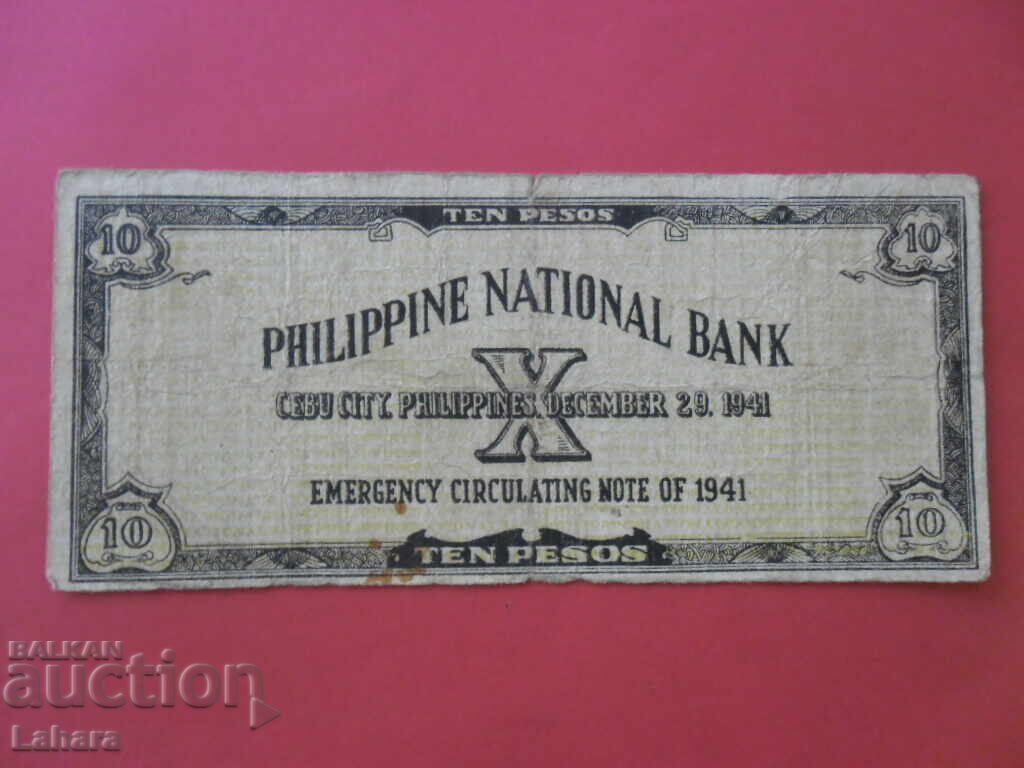 TEN PESOS
10 10
PHILIPPINE NATIONAL BANK
X
CEBU CITY, PHILIPPINES, DECEMBER 29, 1941
EMERGENCY CIRCULATING NOTE OF 1941
10 10
TEN PESOS
BALKAN
auction
Lahara